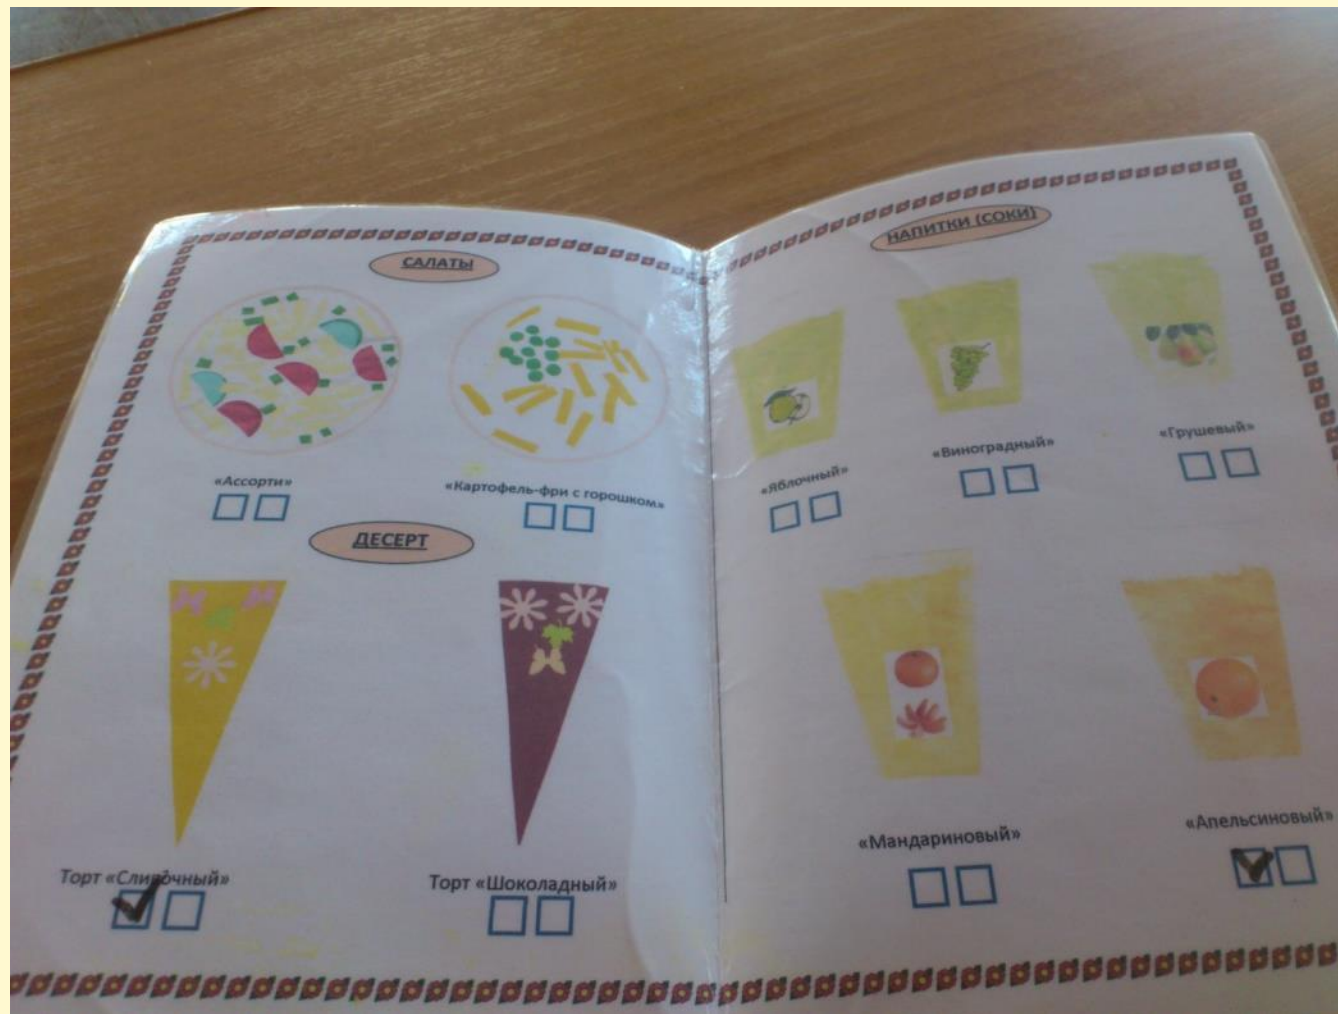 САЛАТЫ
«Ассорти»
«Картофель-фри с горошком»
ДЕСЕРТ
Торт «Сливочный»
Торт «Шоколадный»
НАПИТКИ (СОКИ)
«Яблочный»
«Виноградный»
«Грушевый»
«Мандариновый»
«Апельсиновый»